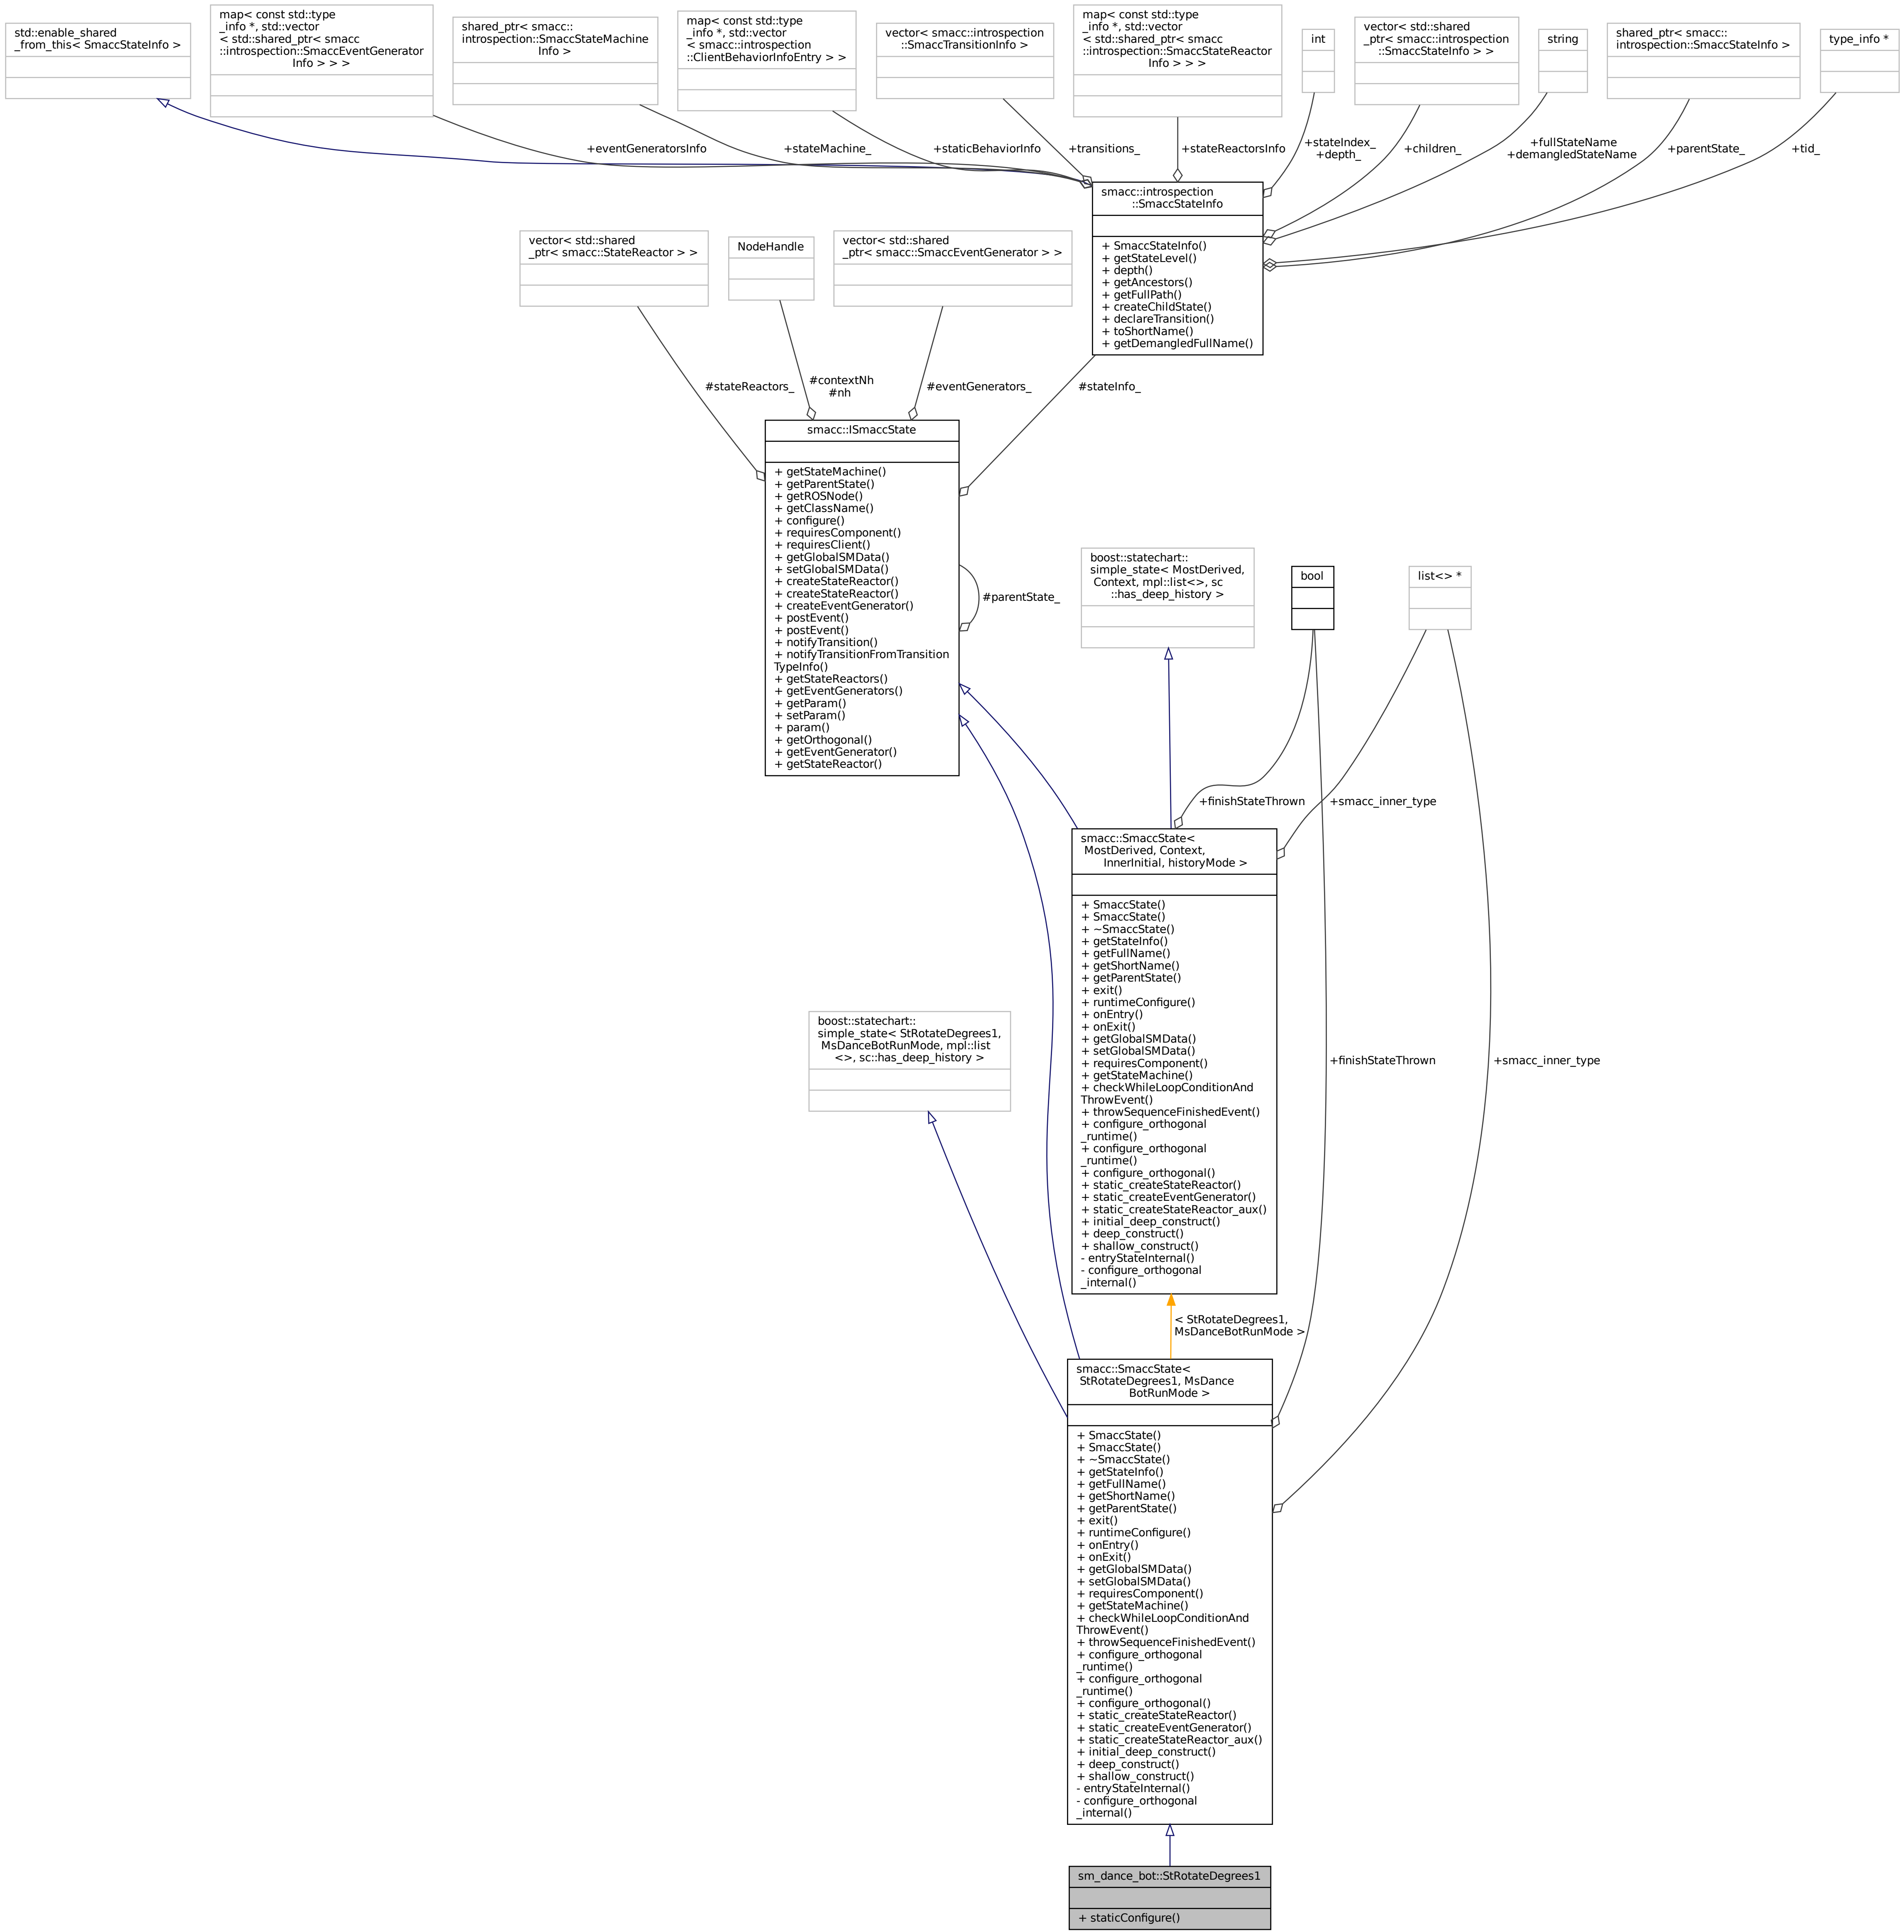 std::enable_shared
_from_this< SmaccStateInfo >
map< const std::type
_info *, std::vector
< std::shared_ptr< smacc
::introspection::SmaccEventGenerator
Info > > >
shared_ptr< smacc::
introspection::SmaccStateMachine
Info >
map< const std::type
_info *, std::vector
< smacc::introspection
::ClientBehaviorInfoEntry > >
vector< smacc::introspection
::SmaccTransitionInfo >
map< const std::type
_info *, std::vector
< std::shared_ptr< smacc
::introspection::SmaccStateReactor
Info > > >
int
vector< std::shared
_ptr< smacc::introspection
::SmaccStateInfo > >
string
shared_ptr< smacc::
introspection::SmaccStateInfo >
type_info *
+eventGeneratorsInfo
+stateMachine_
+staticBehaviorInfo
+transitions_
+stateReactorsInfo
+stateIndex_
+depth_
+children_
+fullStateName
+demangledStateName
+parentState_
+tid_
smacc::introspection
::SmaccStateInfo
+ SmaccStateInfo()
+ getStateLevel()
+ depth()
+ getAncestors()
+ getFullPath()
+ createChildState()
+ declareTransition()
+ toShortName()
+ getDemangledFullName()
vector< std::shared
_ptr< smacc::StateReactor > >
NodeHandle
vector< std::shared
_ptr< smacc::SmaccEventGenerator > >
#stateReactors_
#contextNh
#nh
#eventGenerators_
#stateInfo_
smacc::ISmaccState
+ getStateMachine()
+ getParentState()
+ getROSNode()
+ getClassName()
+ configure()
+ requiresComponent()
+ requiresClient()
+ getGlobalSMData()
+ setGlobalSMData()
+ createStateReactor()
+ createStateReactor()
+ createEventGenerator()
+ postEvent()
+ postEvent()
+ notifyTransition()
+ notifyTransitionFromTransition
TypeInfo()
+ getStateReactors()
+ getEventGenerators()
+ getParam()
+ setParam()
+ param()
+ getOrthogonal()
+ getEventGenerator()
+ getStateReactor()
#parentState_
boost::statechart::
simple_state< MostDerived,
Context, mpl::list<>, sc
::has_deep_history >
bool
list<> *
+finishStateThrown
+smacc_inner_type
smacc::SmaccState<
MostDerived, Context,
InnerInitial, historyMode >
+ SmaccState()
+ SmaccState()
+ ~SmaccState()
+ getStateInfo()
+ getFullName()
+ getShortName()
+ getParentState()
+ exit()
+ runtimeConfigure()
+ onEntry()
+ onExit()
+ getGlobalSMData()
+ setGlobalSMData()
+ requiresComponent()
+ getStateMachine()
+ checkWhileLoopConditionAnd
ThrowEvent()
+ throwSequenceFinishedEvent()
+ configure_orthogonal
_runtime()
+ configure_orthogonal
_runtime()
+ configure_orthogonal()
+ static_createStateReactor()
+ static_createEventGenerator()
+ static_createStateReactor_aux()
+ initial_deep_construct()
+ deep_construct()
+ shallow_construct()
- entryStateInternal()
- configure_orthogonal
_internal()
boost::statechart::
simple_state< StRotateDegrees1,
MsDanceBotRunMode, mpl::list
<>, sc::has_deep_history >
+finishStateThrown
+smacc_inner_type
< StRotateDegrees1,
MsDanceBotRunMode >
smacc::SmaccState<
StRotateDegrees1, MsDance
BotRunMode >
+ SmaccState()
+ SmaccState()
+ ~SmaccState()
+ getStateInfo()
+ getFullName()
+ getShortName()
+ getParentState()
+ exit()
+ runtimeConfigure()
+ onEntry()
+ onExit()
+ getGlobalSMData()
+ setGlobalSMData()
+ requiresComponent()
+ getStateMachine()
+ checkWhileLoopConditionAnd
ThrowEvent()
+ throwSequenceFinishedEvent()
+ configure_orthogonal
_runtime()
+ configure_orthogonal
_runtime()
+ configure_orthogonal()
+ static_createStateReactor()
+ static_createEventGenerator()
+ static_createStateReactor_aux()
+ initial_deep_construct()
+ deep_construct()
+ shallow_construct()
- entryStateInternal()
- configure_orthogonal
_internal()
sm_dance_bot::StRotateDegrees1
+ staticConfigure()